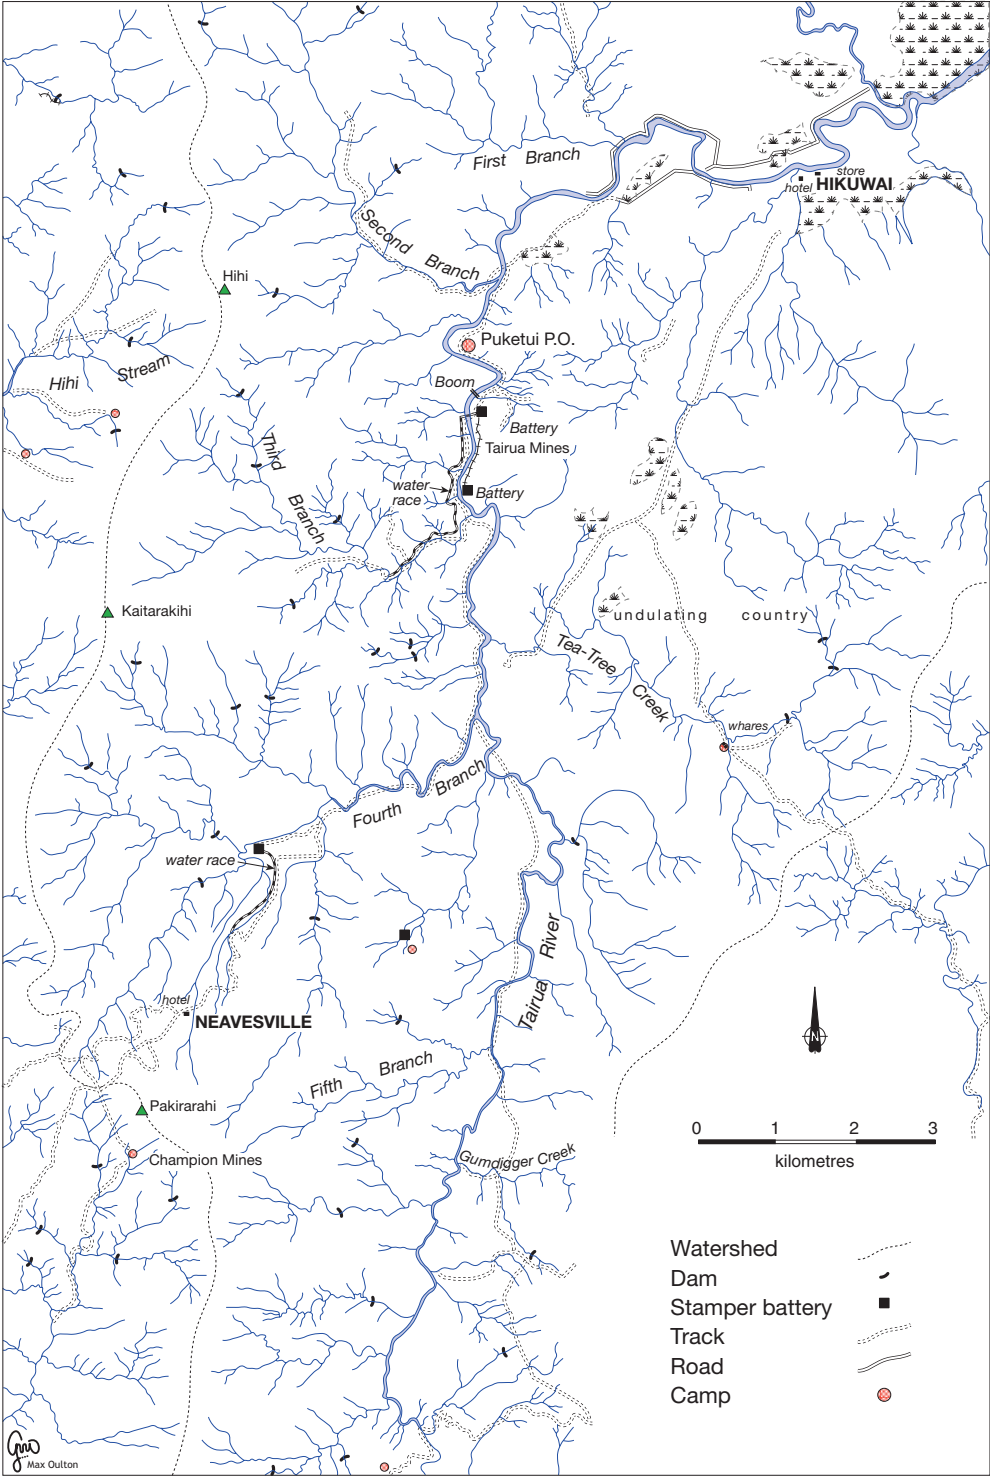 First Branch
store
hotel
HIKUWAI
Second Branch
Hihi
Puketui P.O.
Hihi Stream
Boom
Battery
Tairua Mines
Third Branch
water
race
Battery
Kaitarakihi
undulating country
Tea-Tree Creek
whares
Fourth Branch
water race
Tairua River
hotel
NEAVESVILLE
Fifth Branch
Pakirarahi
Champion Mines
Gumdigger Creek
0 1 2 3
kilometres
Watershed
Dam
Stamper battery
Track
Road
Camp
GMO
Max Oulton